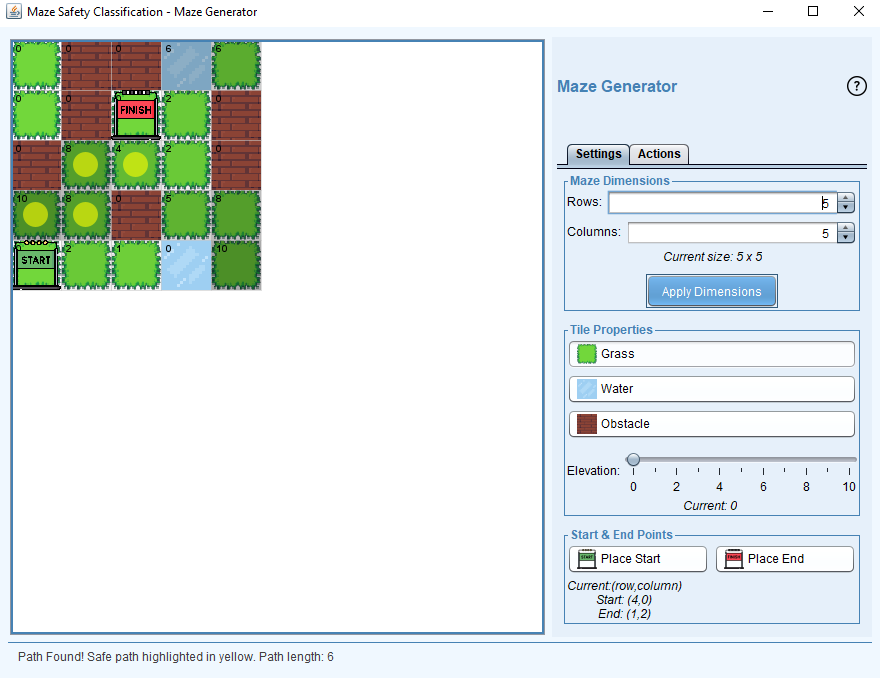 Maze Safety Classification - Maze Generator
0 0 0 6 6
0 0 0 2 0
FINISH
0 8 4 2 0
10 8 0 5 8
0 2 1 0 10
START
Maze Generator
?
Settings Actions
Maze Dimensions
Rows: 5
Columns: 5
Current size: 5 x 5
Apply Dimensions
Tile Properties
Grass
Water
Obstacle
Elevation:
0 2 4 6 8 10
Current: 0
Start & End Points
START Place Start FINISH Place End
Current:(row,column)
Start: (4,0)
End: (1,2)
Path Found! Safe path highlighted in yellow. Path length: 6